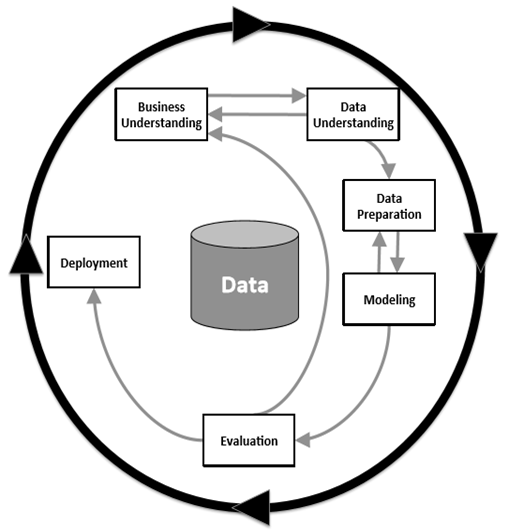 Business
Understanding
Data
Understanding
Data
Preparation
Deployment
Data
Modeling
Evaluation